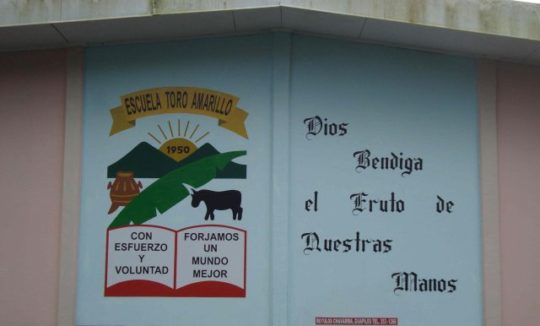 ESCUELA TORO AMARILLO
1950
CON
ESFUERZO
Y
VOLUNTAD
FORJAMOS
UN
MUNDO
MEJOR
Dios
Bendiga
el Fruto de
Nuestras
Manos